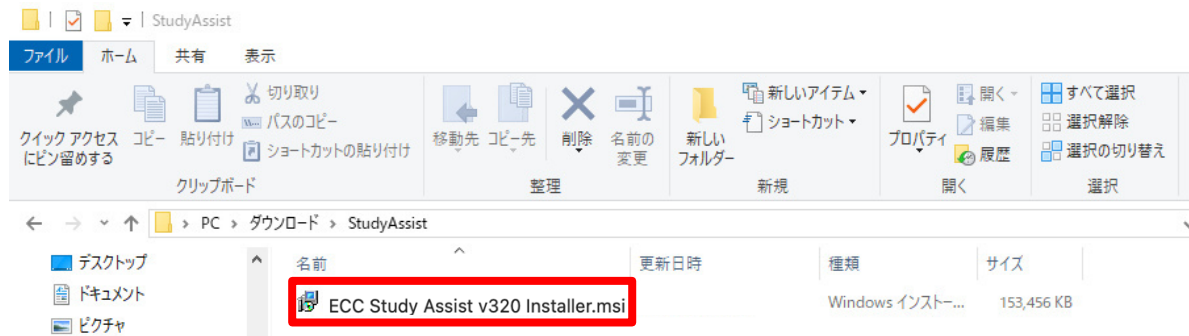 StudyAssist
ファイル ホーム 共有 表示
クイック アクセス
にピン留めする
コピー
貼り付け
切り取り
パスのコピー
ショートカットの貼り付け
クリップボード
移動先
コピー先
削除
名前の
変更
整理
新しい
フォルダー
新しいアイテム
ショートカット
新規
プロパティ
開く
編集
履歴
開く
すべて選択
選択解除
選択の切り替え
選択
PC › ダウンロード › StudyAssist
デスクトップ
ドキュメント
ピクチャ
名前 更新日時 種類 サイズ
ECC Study Assist v320 Installer.msi Windows インストー... 153,456 KB